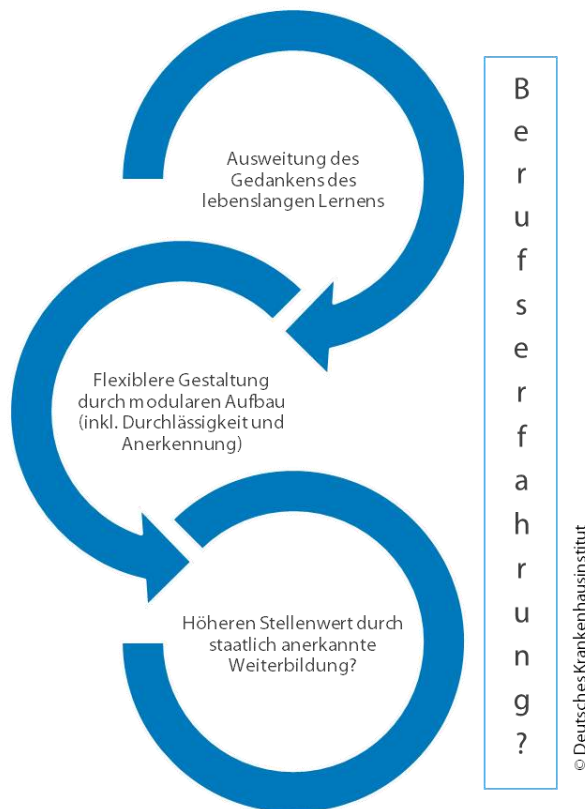 Ausweitung des
Gedankens des
lebenslangen Lernens
Flexiblere Gestaltung
durch modularen Aufbau
(inkl. Durchlässigkeit und
Anerkennung)
Höheren Stellenwert durch
staatlich anerkannte
Weiterbildung?
Berufserfahrung?
© Deutsches Krankenhausinstitut